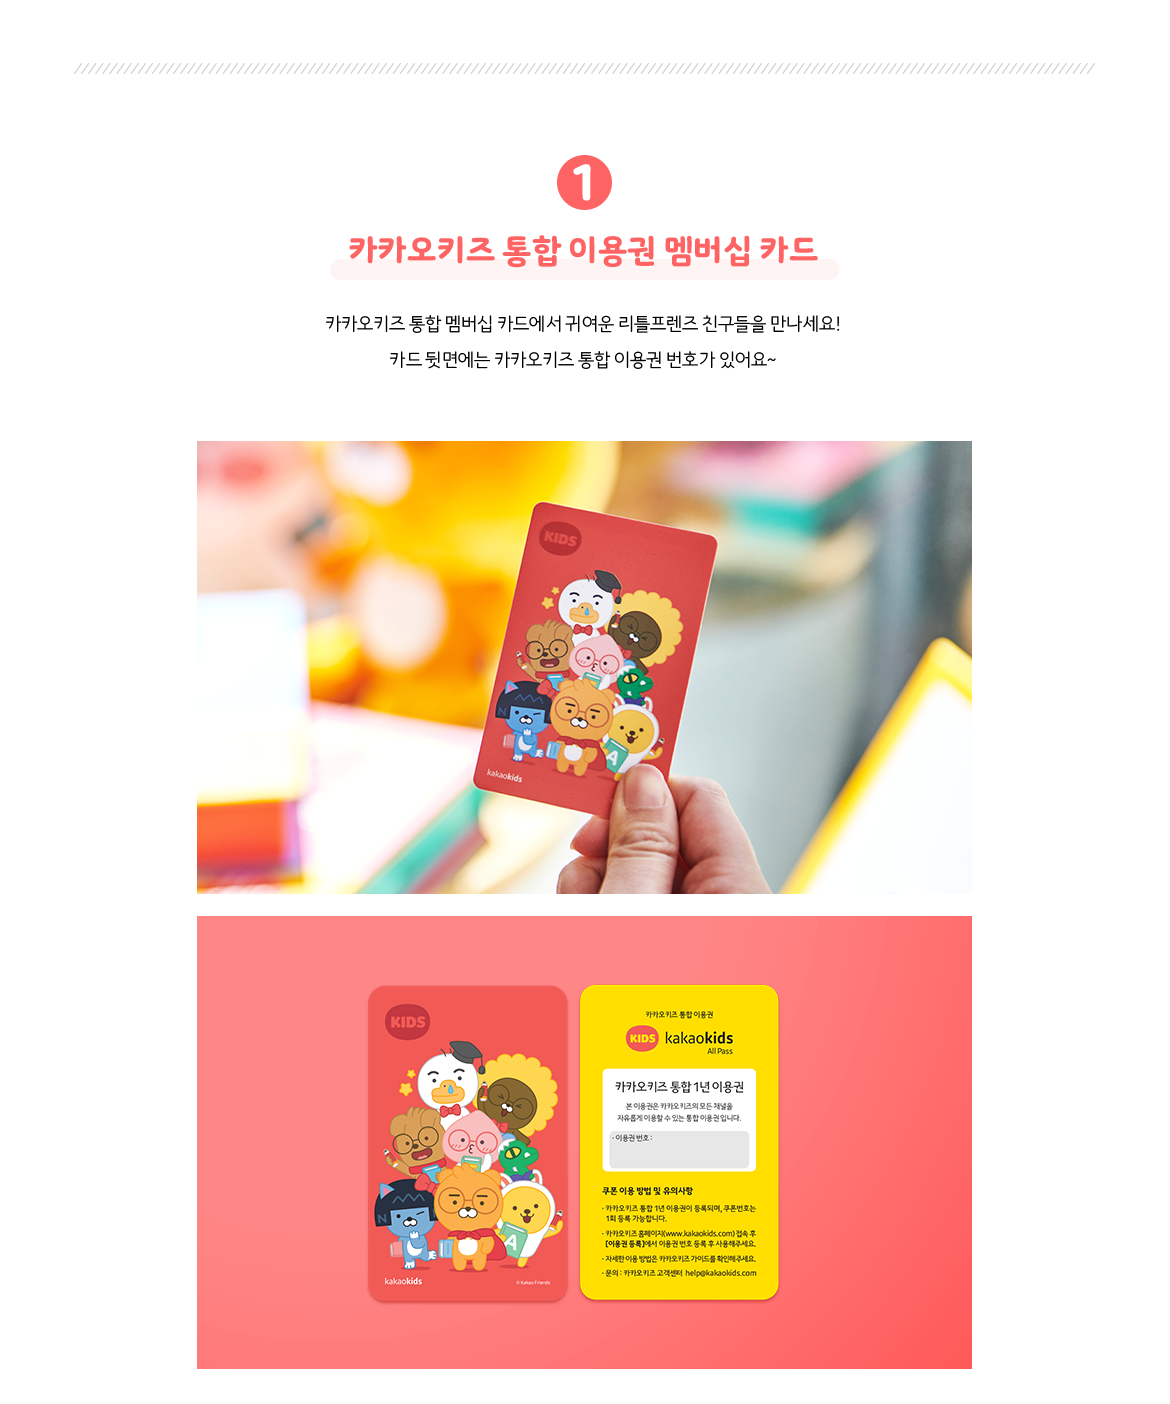 1
카카오키즈 통합 이용권 멤버십 카드
카카오키즈 통합 멤버십 카드에서 귀여운 리틀프렌즈 친구들을 만나세요!
카드 뒷면에는 카카오키즈 통합 이용권 번호가 있어요~
KIDS
N
A
kakaokids
KIDS
N
A
kakaokids
© Kakao Friends
카카오키즈 통합 이용권
KIDS kakaokids
All Pass
카카오키즈 통합 1년 이용권
본 이용권은 카카오키즈의 모든 채널을
자유롭게 이용할 수 있는 통합 이용권 입니다.
· 이용권 번호 :
쿠폰 이용 방법 및 유의사항
· 카카오키즈 통합 1년 이용권이 등록되며, 쿠폰번호는
1회 등록 가능합니다.
· 카카오키즈 홈페이지(www.kakaokids.com) 접속 후
[이용권 등록]에서 이용권 번호 등록 후 사용해주세요.
· 자세한 이용 방법은 카카오키즈 가이드를 확인해주세요.
· 문의 : 카카오키즈 고객센터 help@kakaokids.com